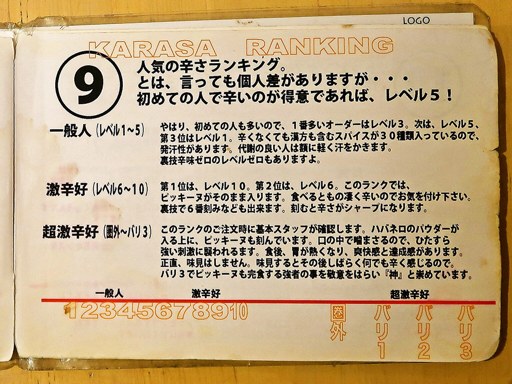 LOGO
KARASA RANKING
9
人気の辛さランキング。
とは、言っても個人差がありますが・・・
初めての人で辛いのが得意であれば、レベル5！
一般人（レベル1〜5）
やはり、初めての人も多いので、1番多いオーダーはレベル3。次は、レベル5、
第3位はレベル1。辛くなくても漢方も含むスパイスが30種類入っているので、
発汗性があります。代謝の良い人は額に軽く汗をかきます。
裏技辛味ゼロのレベルゼロもありますよ。
激辛好（レベル6〜10）
第1位は、レベル10。第2位は、レベル6。このランクでは、
ピッキーヌがそのまま入ります。食べるともの凄く辛いのでお気を付け下さい。
裏技で6番刻みなども出来ます。刻むと辛さがシャープになります。
超激辛好（圏外〜バリ3）
このランクのご注文時に基本スタッフが確認します。ハバネロのパウダーが
入る上に、ピッキーヌも刻んでいます。口の中で噛まさるので、ひたすら
強い刺激に襲われるます。食後、胃が熱くなり、爽快感と達成感があります。
正直、味見はしません。味見するとその後しばらく何でも辛く感じるので。
バリ3でピッキーヌも完食する強者の事を敬意をはらい『神』と崇めています。
一般人 激辛好 超激辛好
1 2 3 4 5 6 7 8 9 10 圏外 バリ1 バリ2 バリ3